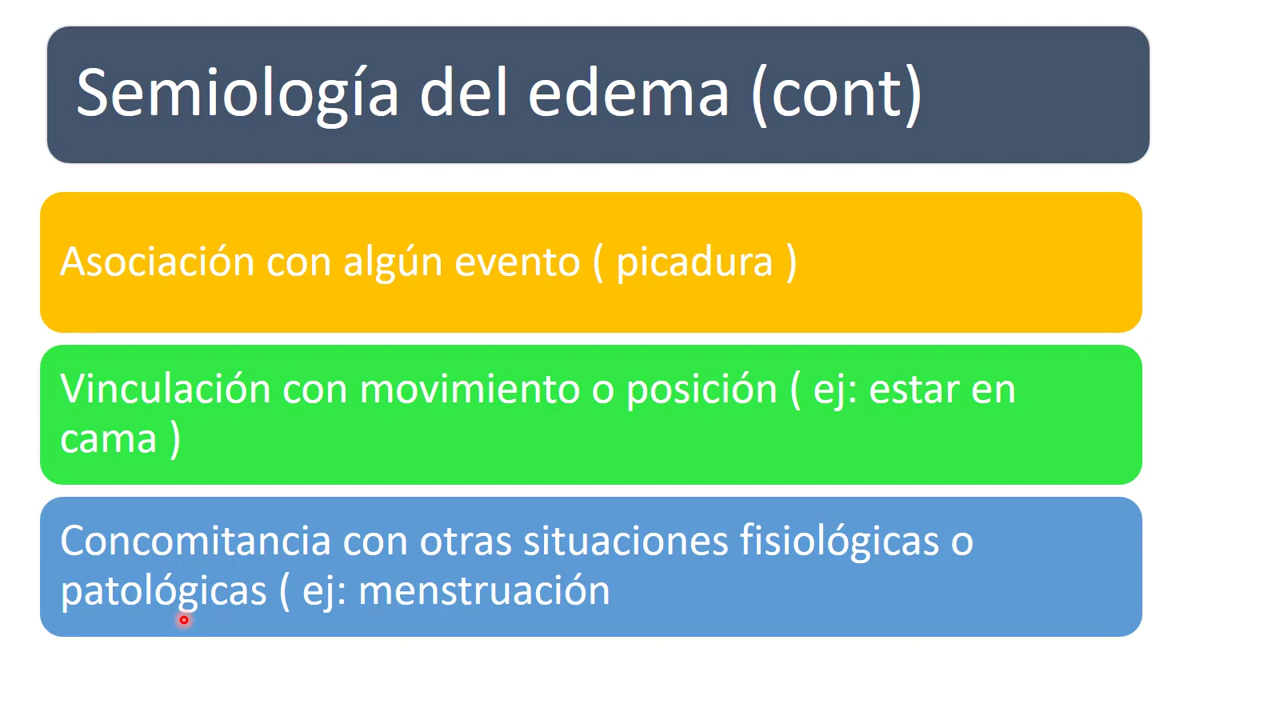 Semiología del edema (cont)
Asociación con algún evento ( picadura )
Vinculación con movimiento o posición ( ej: estar en
cama )
Concomitancia con otras situaciones fisiológicas o
patológicas ( ej: menstruación